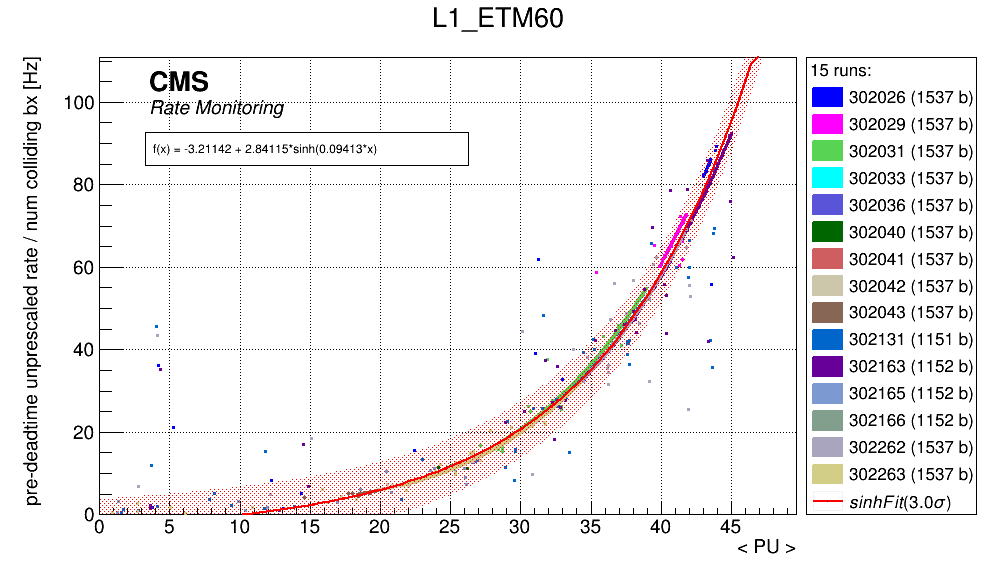 L1_ETM60
pre-deadtime unprescaled rate / num colliding bx [Hz]
CMS
Rate Monitoring
f(x) = -3.21142 + 2.84115*sinh(0.09413*x)
100
80
60
40
20
0
0 5 10 15 20 25 30 35 40 45
< PU >
15 runs:
302026 (1537 b)
302029 (1537 b)
302031 (1537 b)
302033 (1537 b)
302036 (1537 b)
302040 (1537 b)
302041 (1537 b)
302042 (1537 b)
302043 (1537 b)
302131 (1151 b)
302163 (1152 b)
302165 (1152 b)
302166 (1152 b)
302262 (1537 b)
302263 (1537 b)
sinhFit(3.0σ)